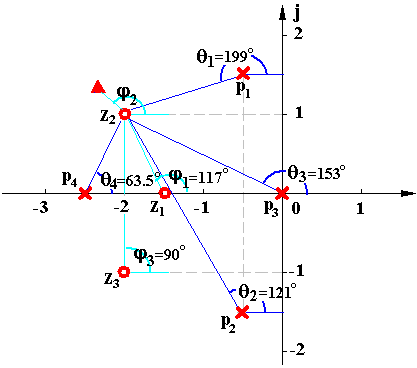 j
2
θ1=199°
p1
φ2
z2
1
p4
θ4=63.5°
φ1=117°
θ3=153°
z1
p3
-3
-2
-1
0
1
φ3=90°
-1
z3
θ2=121°
p2
-2